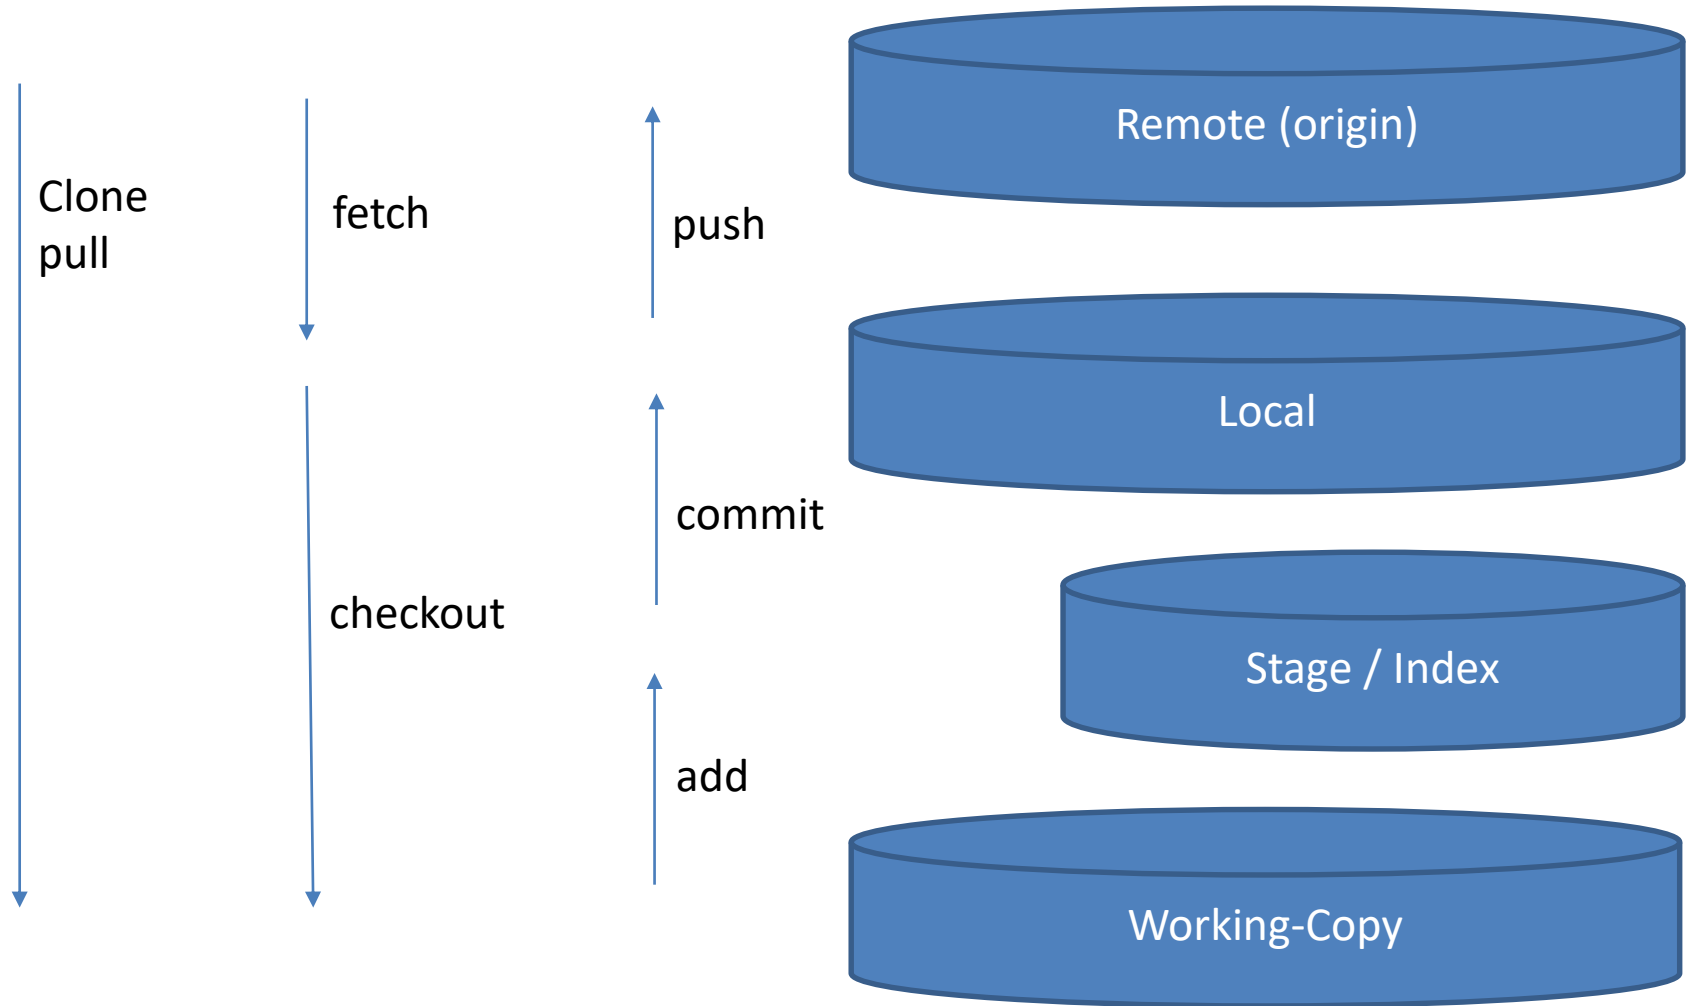 Clone
pull
fetch
push
Remote (origin)
Local
commit
checkout
Stage / Index
add
Working-Copy